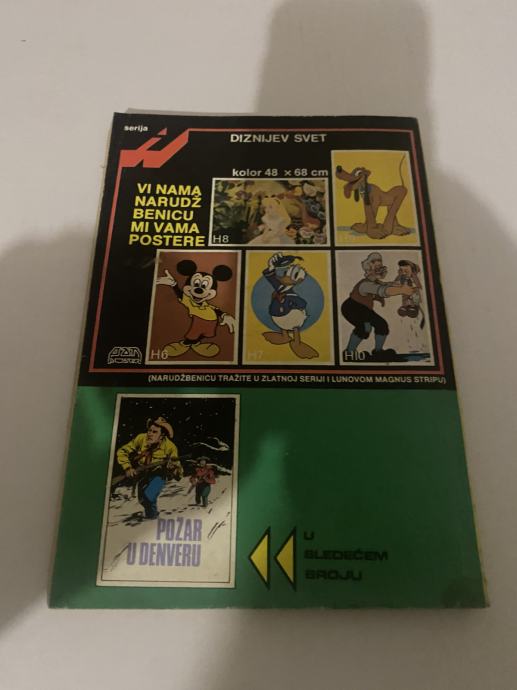 serija
DIZNIJEV SVET
kolor 48 × 68 cm
VI NAMA
NARUDŽ
BENICU
MI VAMA
POSTERE
H8
H6
H7
H10
(NARUDŽBENICU TRAŽITE U ZLATNOJ SERIJI I LUNOVOM MAGNUS STRIPU)
POŽAR
U DENVERU
U
SLEDEĆEM
BROJU